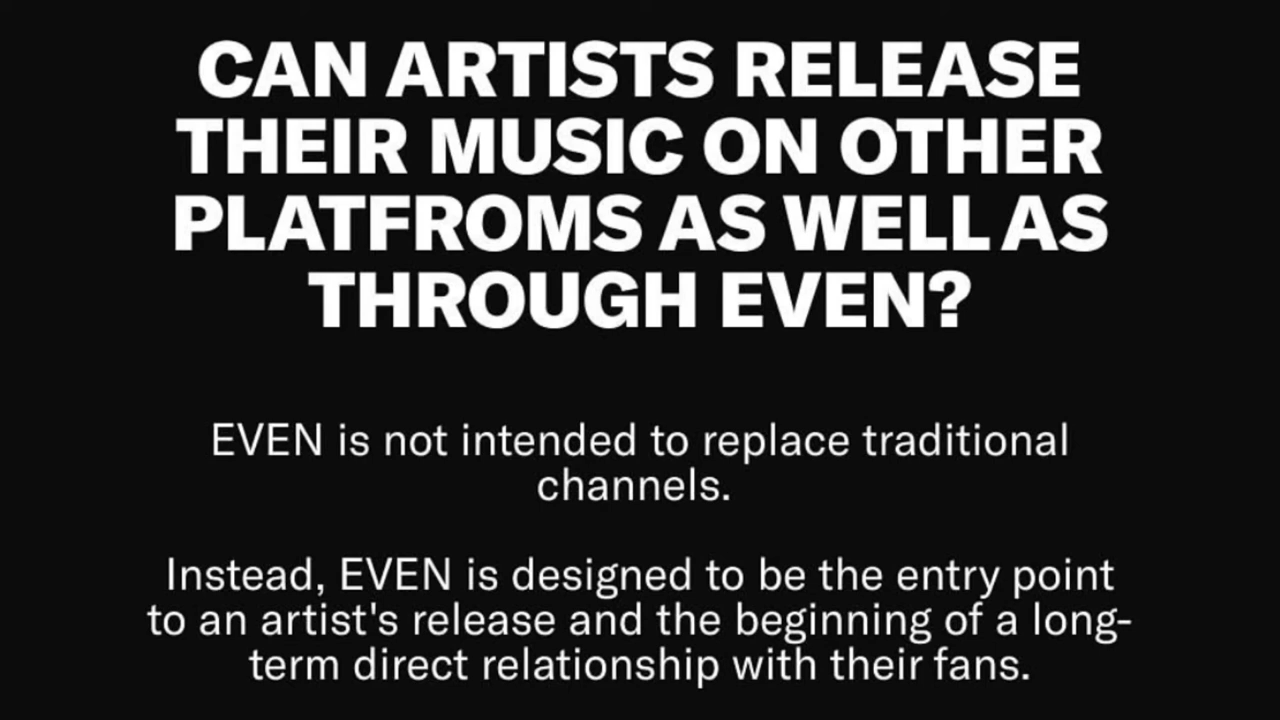 CAN ARTISTS RELEASE
THEIR MUSIC ON OTHER
PLATFROMS AS WELL AS
THROUGH EVEN?
EVEN is not intended to replace traditional
channels.
Instead, EVEN is designed to be the entry point
to an artist's release and the beginning of a long-
term direct relationship with their fans.